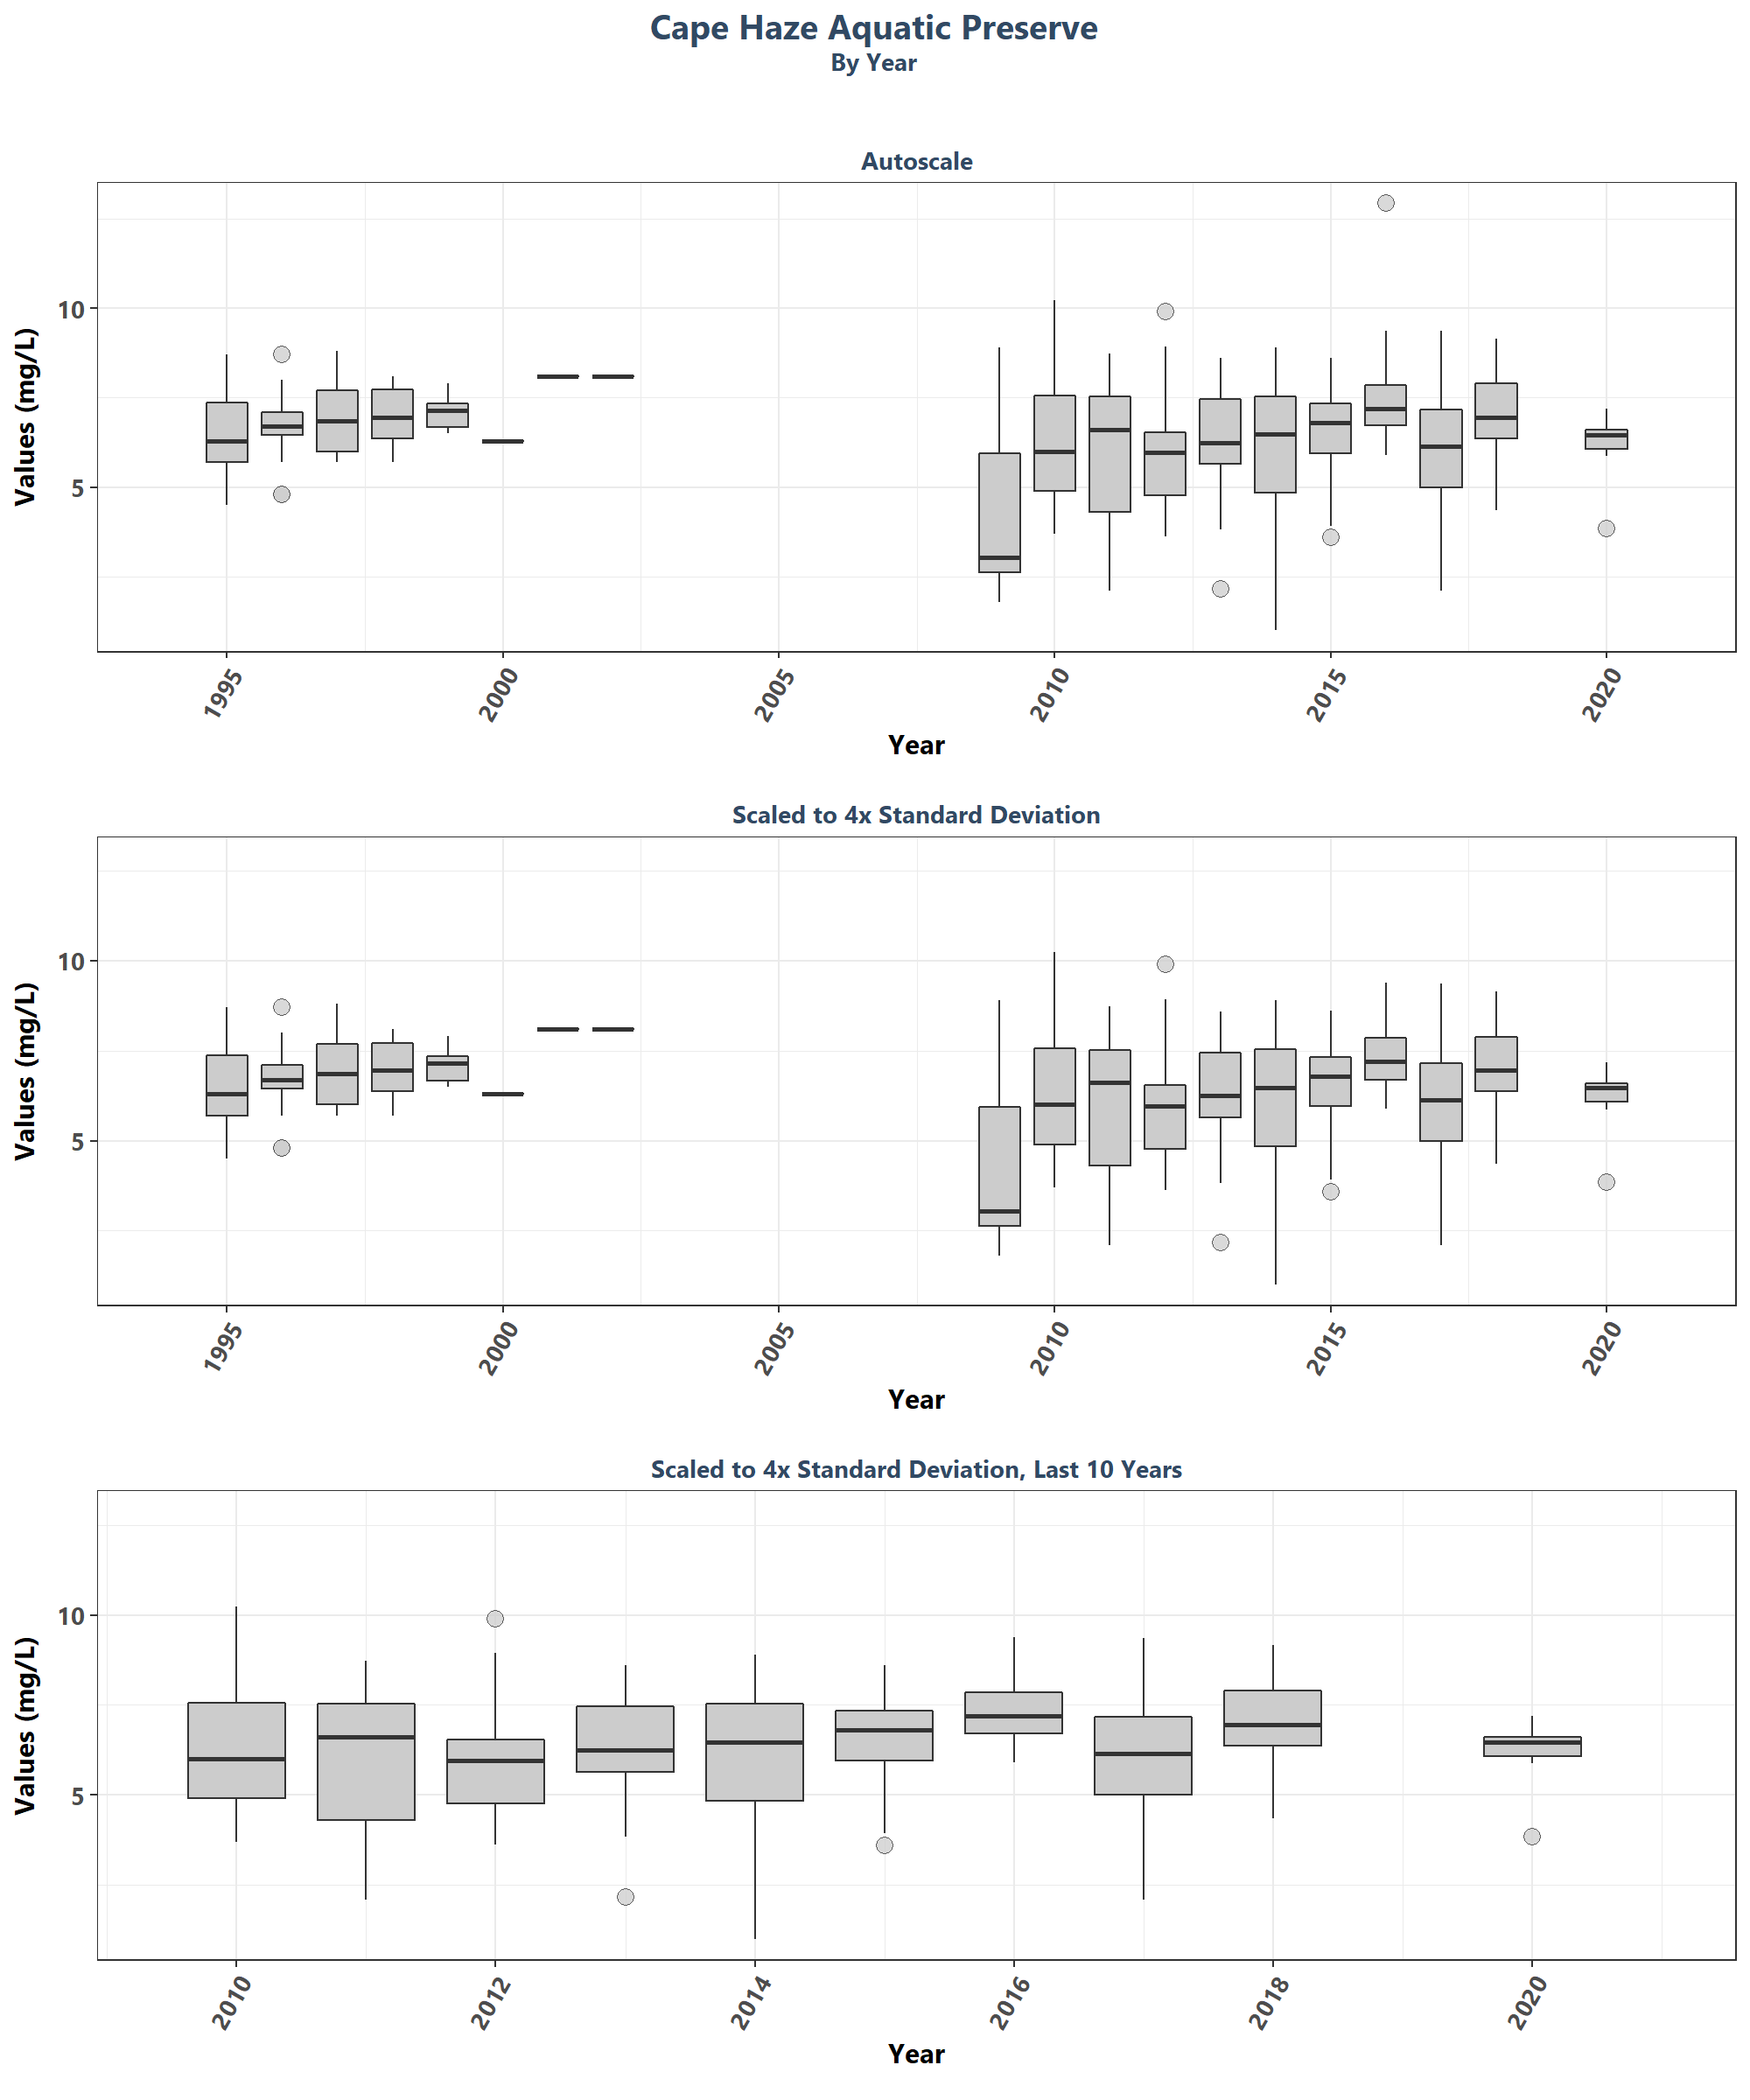 Cape Haze Aquatic Preserve
By Year
Autoscale
Values (mg/L)
10
5
1995
2000
2005
2010
2015
2020
Year
Scaled to 4x Standard Deviation
Values (mg/L)
10
5
1995
2000
2005
2010
2015
2020
Year
Scaled to 4x Standard Deviation, Last 10 Years
Values (mg/L)
10
5
2010
2012
2014
2016
2018
2020
Year